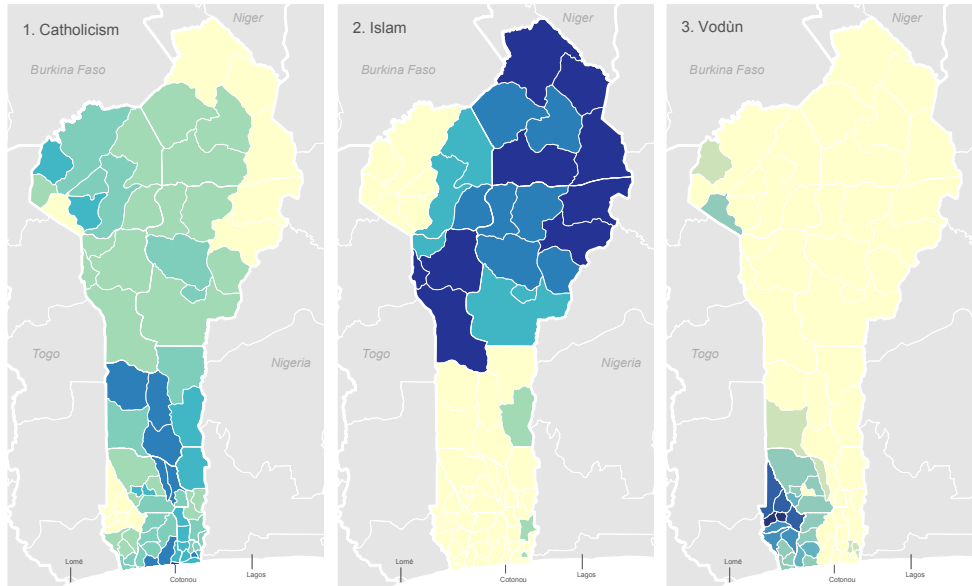 1. Catholicism
Niger
Burkina Faso
Togo
Nigeria
Lomé
Cotonou
Lagos
2. Islam
Niger
Burkina Faso
Togo
Nigeria
Lomé
Cotonou
Lagos
3. Vodùn
Niger
Burkina Faso
Togo
Nigeria
Lomé
Cotonou
Lagos